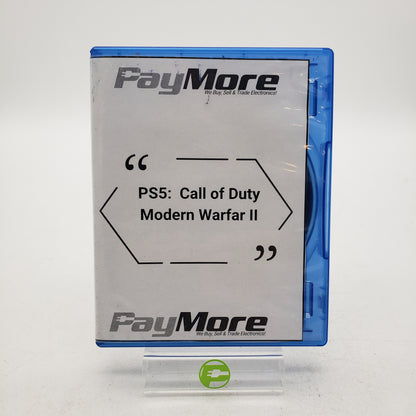 PayMore
We Buy, Sell & Trade Electronics!
“
PS5: Call of Duty
Modern Warfar II
”
PayMore
We Buy, Sell & Trade Electronics!